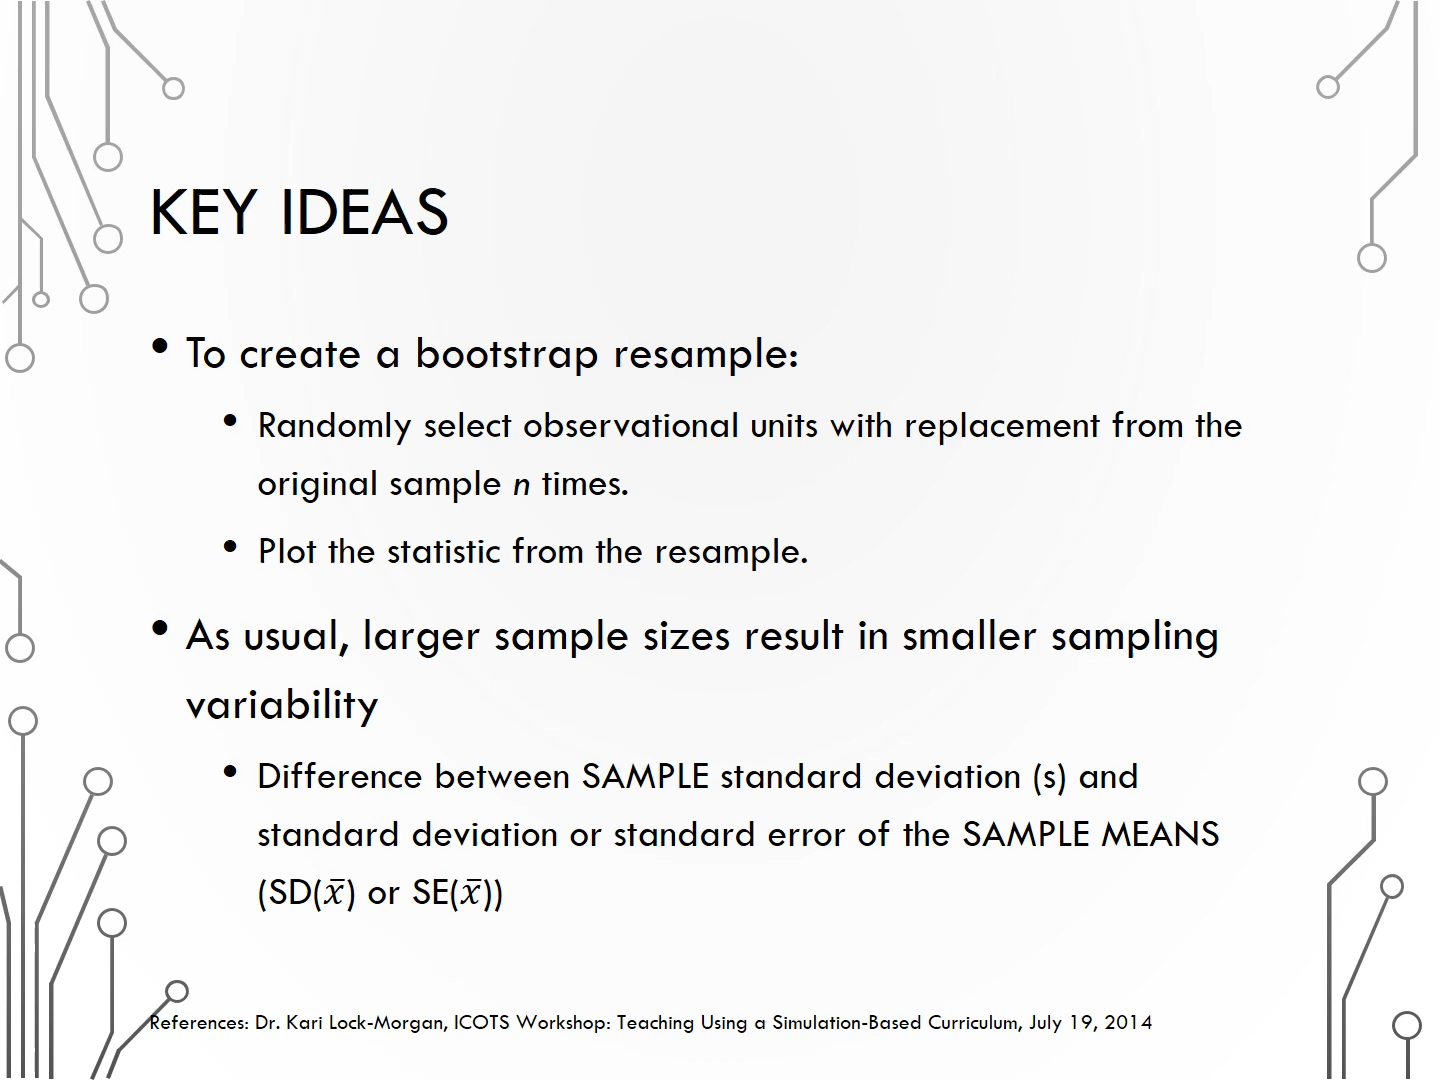 KEY IDEAS
• To create a bootstrap resample:
• Randomly select observational units with replacement from the
original sample n times.
• Plot the statistic from the resample.
• As usual, larger sample sizes result in smaller sampling
variability
• Difference between SAMPLE standard deviation (s) and
standard deviation or standard error of the SAMPLE MEANS
(SD(x̅) or SE(x̅))
References: Dr. Kari Lock-Morgan, ICOTS Workshop: Teaching Using a Simulation-Based Curriculum, July 19, 2014